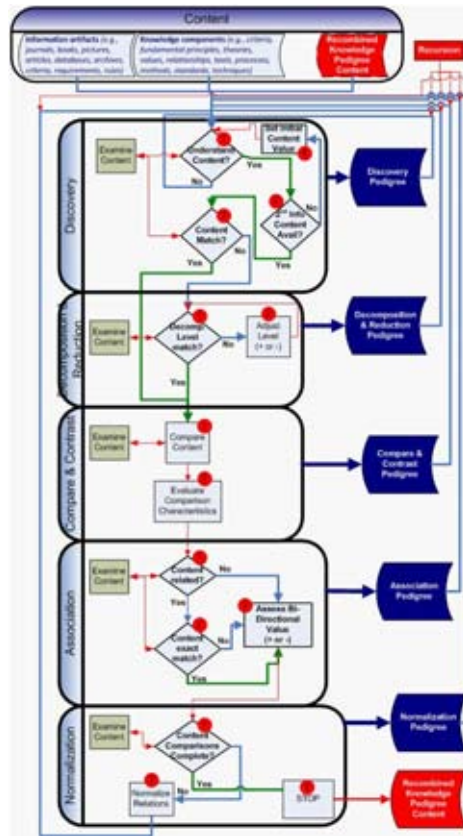 Content
Information artifacts (e.g.,
journals, books, pictures,
articles, databases, archives,
criteria, requirements, rules)
Knowledge components (e.g., criteria,
fundamental principles, theories,
values, relationships, tools, processes,
methods, standards, techniques)
Recombined
Knowledge
Pedigree
Content
Recursion
Discovery
Examine
Content
Understand
Content?
Set Initial
Content
Value
Yes
No
Content
Match?
2nd Info
Content
Avail?
No
Yes
No
Yes
Discovery
Pedigree
Decomposition &
Reduction
Examine
Content
Decomp.
Level
match?
No
Adjust
Level
(+ or -)
Yes
Decomposition
& Reduction
Pedigree
Compare & Contrast
Examine
Content
Compare
Content
Evaluate
Comparison
Characteristics
Compare &
Contrast
Pedigree
Association
Examine
Content
Content
related?
No
Yes
Content
exact
match?
No
Yes
Assess Bi-
Directional
Value
(+ or -)
Association
Pedigree
Normalization
Examine
Content
Content
Comparisons
Complete?
No
Yes
Normalize
Relations
STOP
Normalization
Pedigree
Recombined
Knowledge
Pedigree
Content